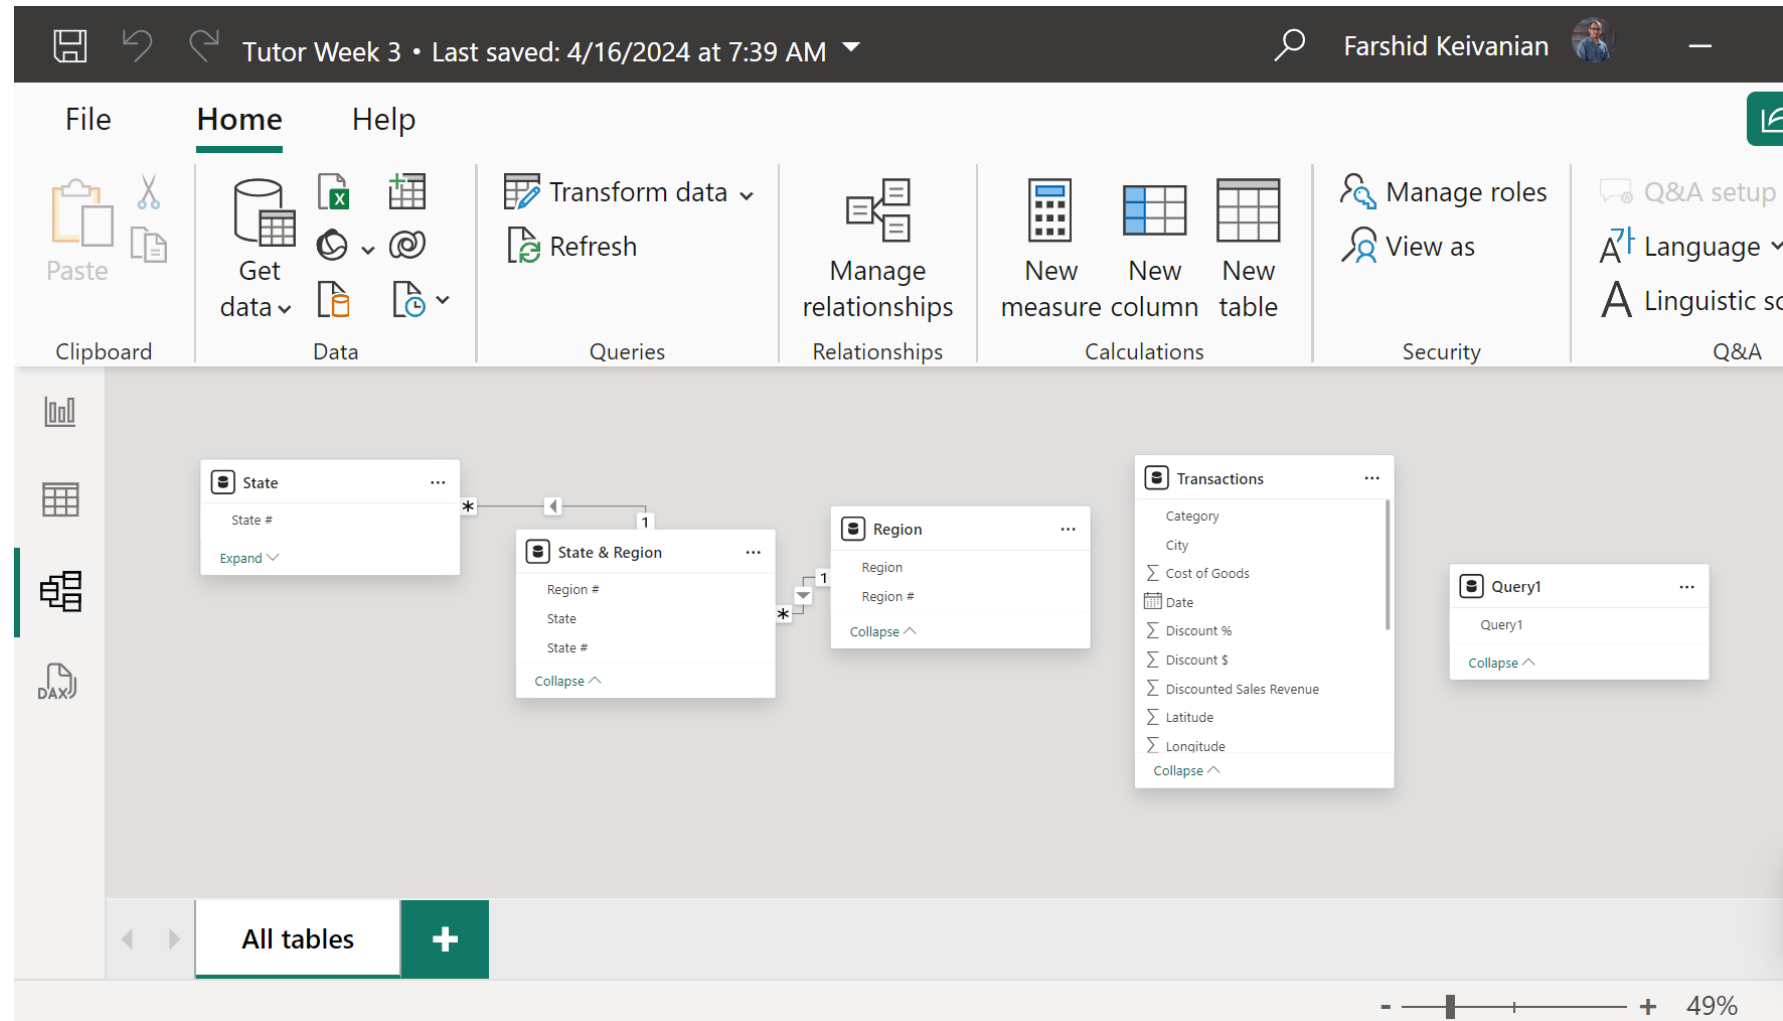 Tutor Week 3 • Last saved: 4/16/2024 at 7:39 AM
Farshid Keivanian
File
Home
Help
Paste
Clipboard
Get
data
Data
Transform data
Refresh
Queries
Manage
relationships
Relationships
New
measure
New
column
New
table
Calculations
Manage roles
View as
Security
Q&A setup
Language
Linguistic sc
Q&A
DAX
State
State #
Expand
*
1
State & Region
Region #
State
State #
Collapse
*
1
Region
Region
Region #
Collapse
Transactions
Category
City
Σ Cost of Goods
Date
Σ Discount %
Σ Discount $
Σ Discounted Sales Revenue
Σ Latitude
Σ Longitude
Collapse
Query1
Query1
Collapse
All tables
+
- + 49%